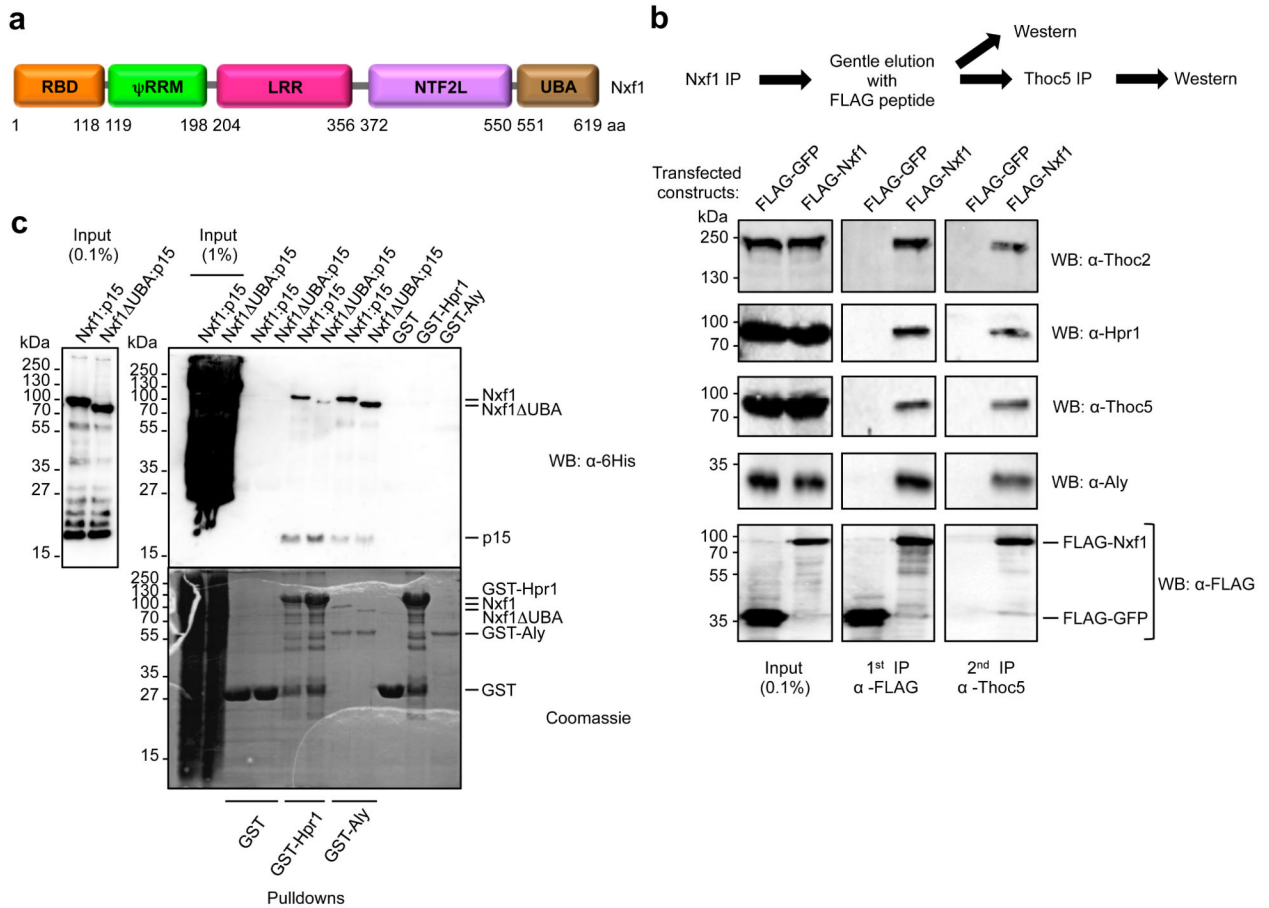 a
RBD ψRRM LRR NTF2L UBA Nxf1
1 118 119 198 204 356 372 550 551 619 aa
b
Western
Nxf1 IP
Gentle elution
with
FLAG peptide
Thoc5 IP
Western
Transfected
constructs:
FLAG-GFP FLAG-Nxf1 FLAG-GFP FLAG-Nxf1 FLAG-GFP FLAG-Nxf1
kDa
250
130
WB: α-Thoc2
100
70
WB: α-Hpr1
100
70
WB: α-Thoc5
35
WB: α-Aly
100
70
55
35
FLAG-Nxf1
FLAG-GFP
WB: α-FLAG
Input
(0.1%)
1st IP
α -FLAG
2nd IP
α -Thoc5
c
Input
(0.1%)
Nxf1:p15
Nxf1ΔUBA:p15
kDa
250
130
100
70
55
35
27
15
Input
(1%)
Nxf1:p15
Nxf1ΔUBA:p15
Nxf1:p15
Nxf1ΔUBA:p15
Nxf1:p15
Nxf1ΔUBA:p15
Nxf1:p15
Nxf1ΔUBA:p15
GST
GST-Hpr1
GST-Aly
kDa
250
130
100
70
55
35
27
15
Nxf1
Nxf1ΔUBA
WB: α-6His
p15
250
130
100
70
55
35
27
15
GST-Hpr1
Nxf1
Nxf1ΔUBA
GST-Aly
GST
Coomassie
GST
GST-Hpr1
GST-Aly
Pulldowns